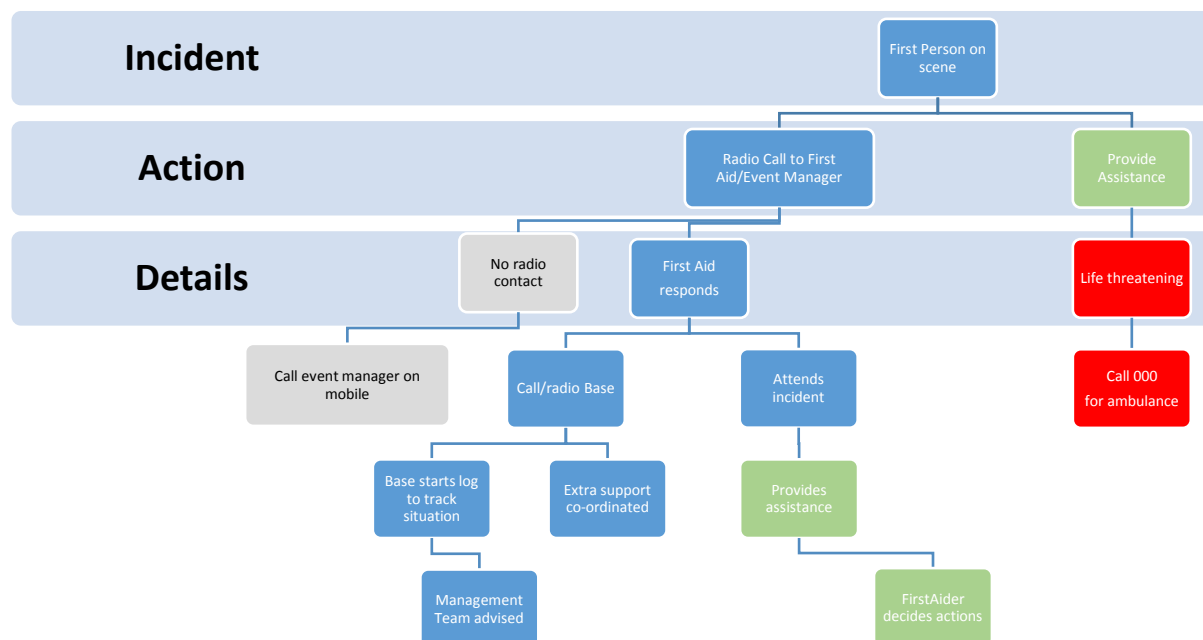 Incident
First Person on
scene
Action
Radio Call to First
Aid/Event Manager
Provide
Assistance
Details
No radio
contact
First Aid
responds
Life threatening
Call event manager on
mobile
Call/radio Base
Attends
incident
Call 000
for ambulance
Base starts log
to track
situation
Extra support
co-ordinated
Provides
assistance
Management
Team advised
FirstAider
decides actions